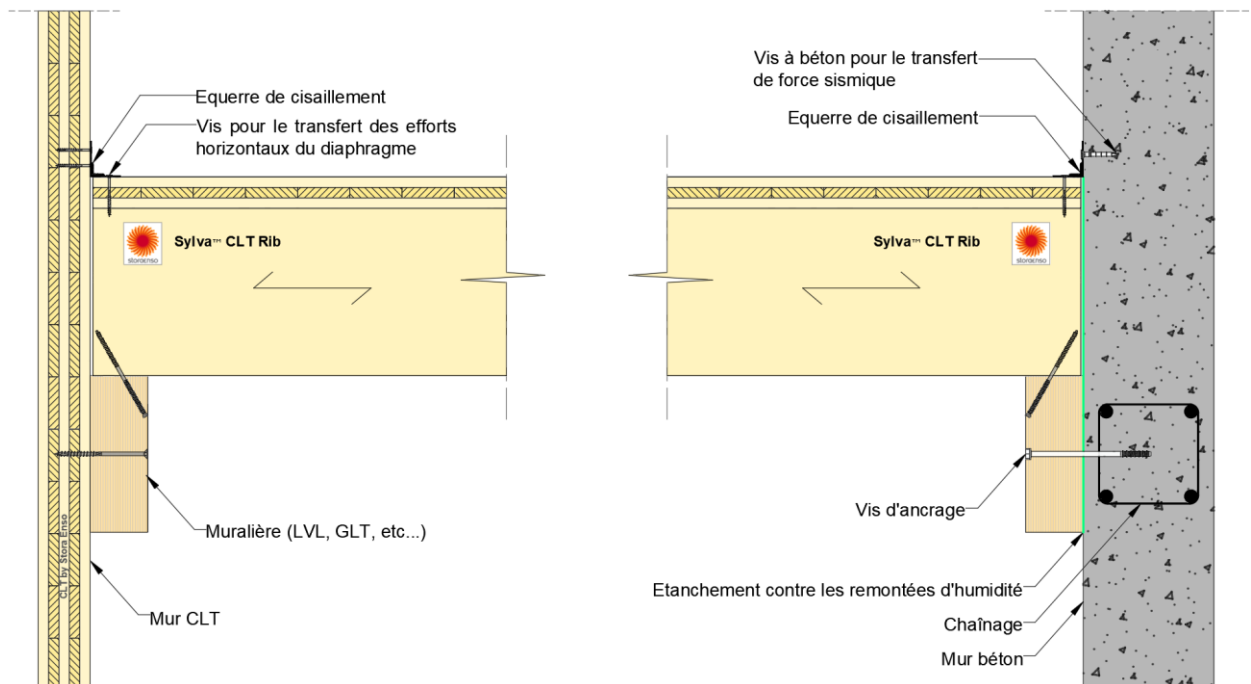 Equerre de cisaillement
Vis pour le transfert des efforts
horizontaux du diaphragme
storaenso
Sylva™ CLT Rib
Muralière (LVL, GLT, etc...)
CLT by Stora Enso
Mur CLT
Vis à béton pour le transfert
de force sismique
Equerre de cisaillement
Sylva™ CLT Rib
storaenso
Vis d'ancrage
Etanchement contre les remontées d'humidité
Chaînage
Mur béton